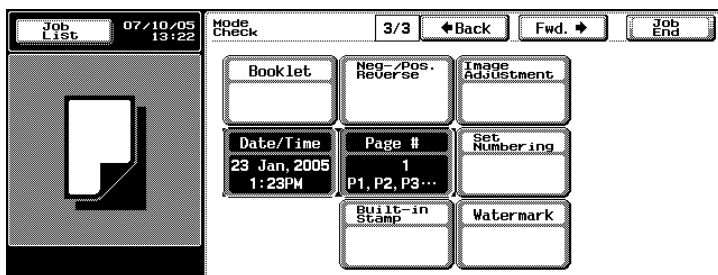 Job
List
07/10/05
13:22
Mode
Check
3/3
Back
Fwd.
Job
End
Booklet
Neg-/Pos.
Reverse
Image
Adjustment
Date/Time
23 Jan, 2005
1:23PM
Page #
1
P1, P2, P3···
Set
Numbering
Built-in
Stamp
Watermark